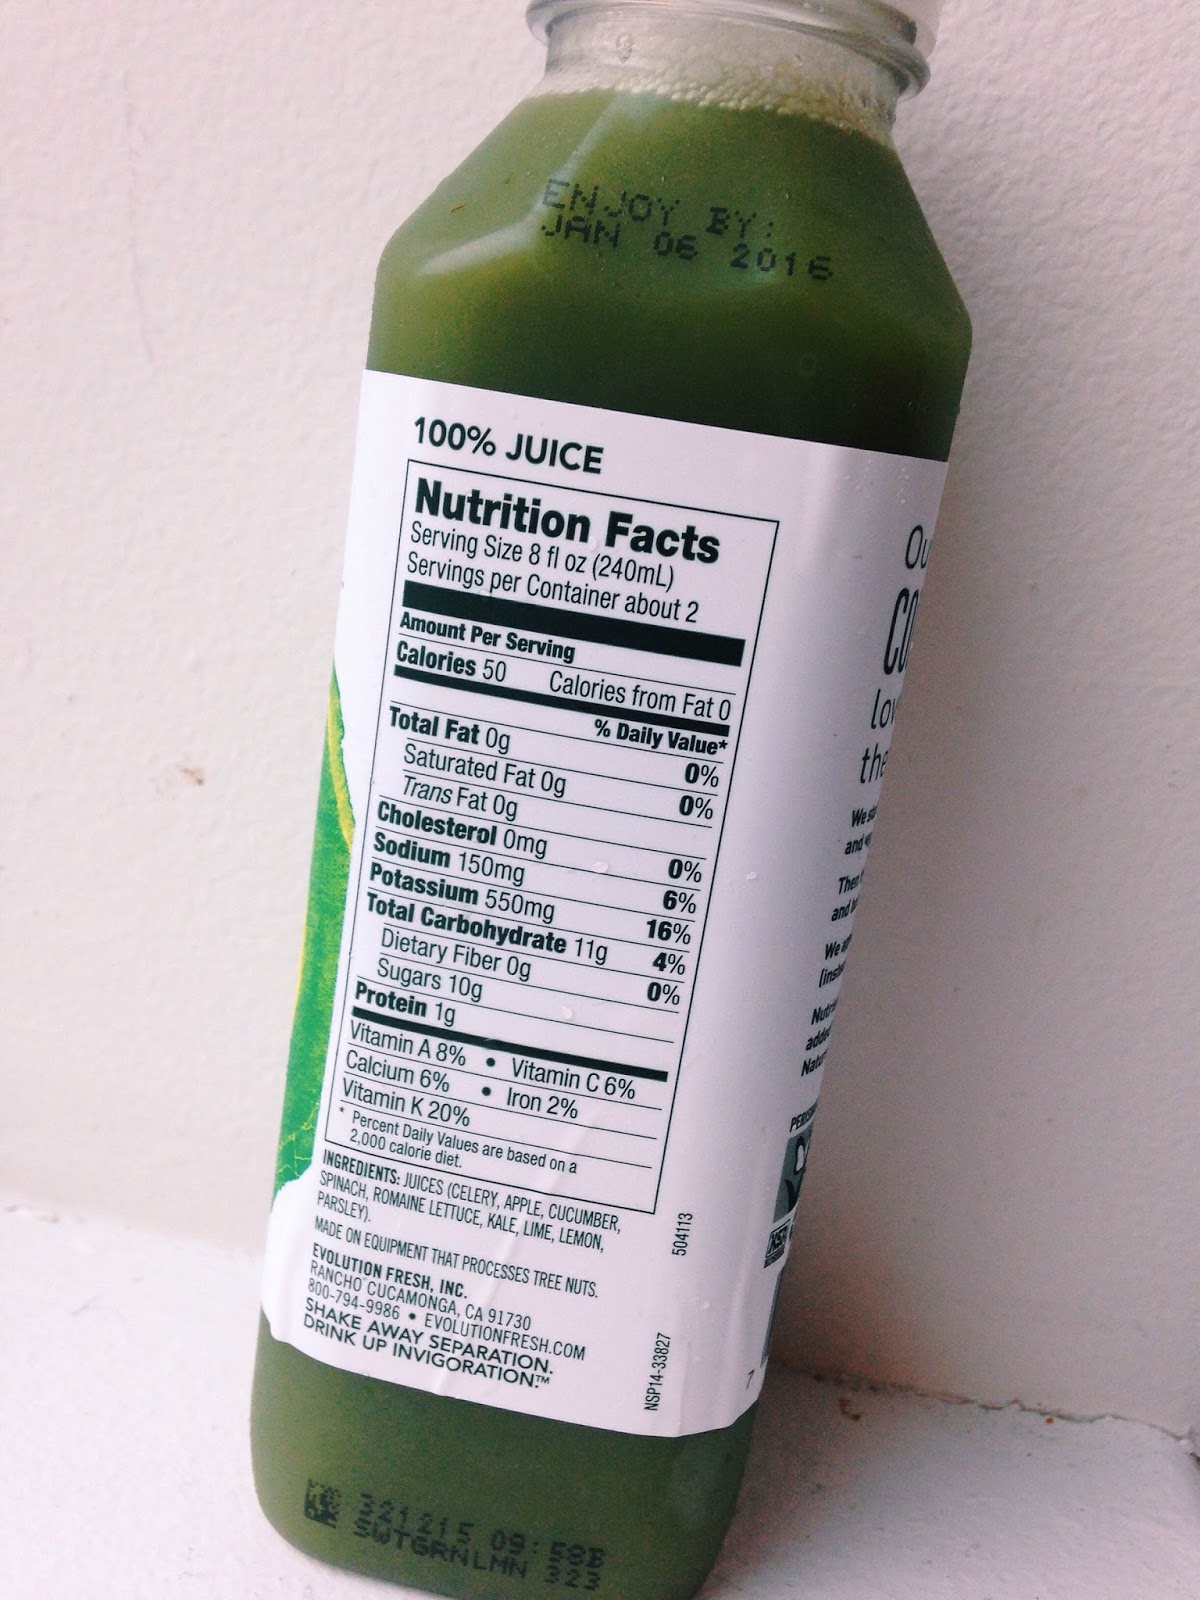 ENJOY BY:
JAN 06 2016
100% JUICE
Nutrition Facts
Serving Size 8 fl oz (240mL)
Servings per Container about 2
Amount Per Serving
Calories 50 Calories from Fat 0
% Daily Value*
Total Fat 0g 0%
Saturated Fat 0g 0%
Trans Fat 0g
Cholesterol 0mg 0%
Sodium 150mg 6%
Potassium 550mg 16%
Total Carbohydrate 11g 4%
Dietary Fiber 0g 0%
Sugars 10g
Protein 1g
Vitamin A 8% • Vitamin C 6%
Calcium 6% • Iron 2%
Vitamin K 20%
* Percent Daily Values are based on a
2,000 calorie diet.
INGREDIENTS: JUICES (CELERY, APPLE, CUCUMBER,
SPINACH, ROMAINE LETTUCE, KALE, LIME, LEMON,
PARSLEY).
MADE ON EQUIPMENT THAT PROCESSES TREE NUTS.
EVOLUTION FRESH, INC.
RANCHO CUCAMONGA, CA 91730
800-794-9986 • EVOLUTIONFRESH.COM
SHAKE AWAY SEPARATION.
DRINK UP INVIGORATION.™
504113
NSP14-33827
7
We
and
Then
and
We
321215 09:58B
SWTGRNLMN 323